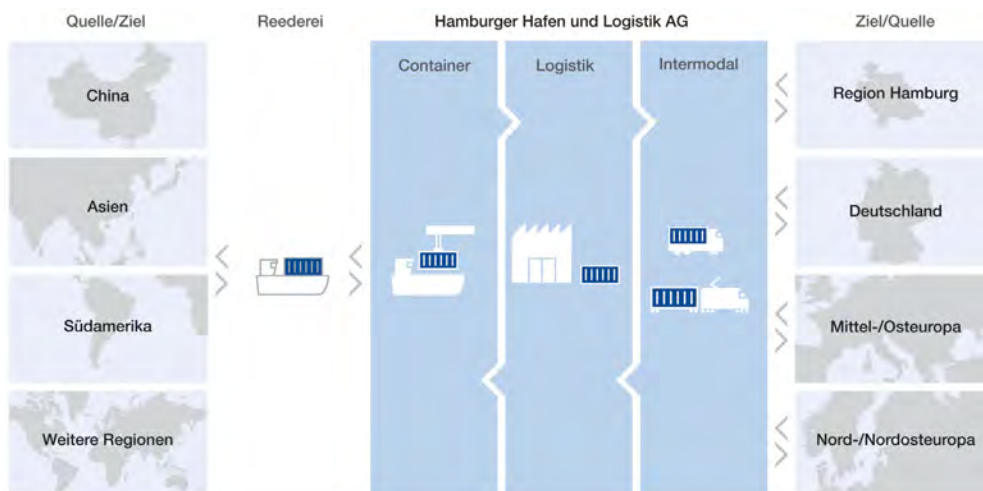 Quelle/Ziel
Reederei
Hamburger Hafen und Logistik AG
Ziel/Quelle
Container
Logistik
Intermodal
China
Asien
Südamerika
Weitere Regionen
Region Hamburg
Deutschland
Mittel-/Osteuropa
Nord-/Nordosteuropa